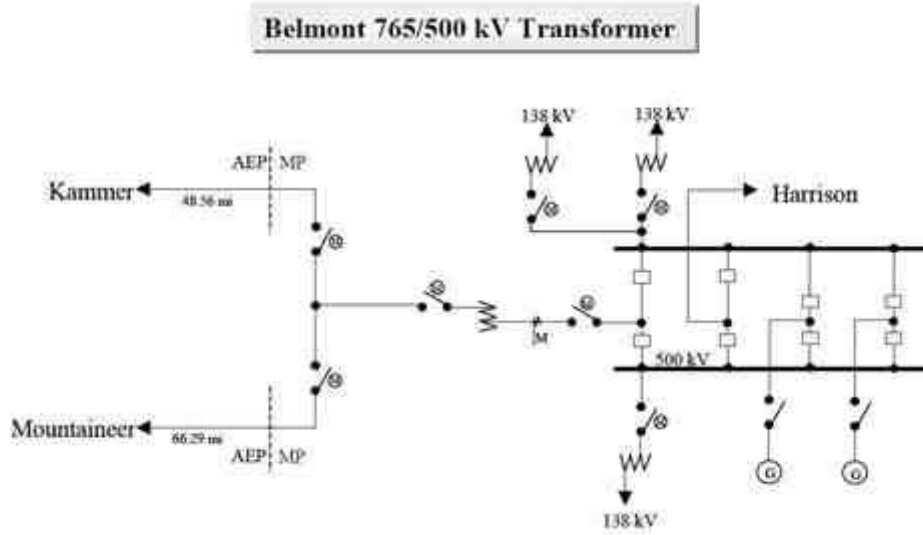 Belmont 765/500 kV Transformer
138 kV 138 kV
AEP MP
Kammer
48.56 mi
Harrison
M
500 kV
Mountaineer
66.29 mi
AEP MP
G G
138 kV